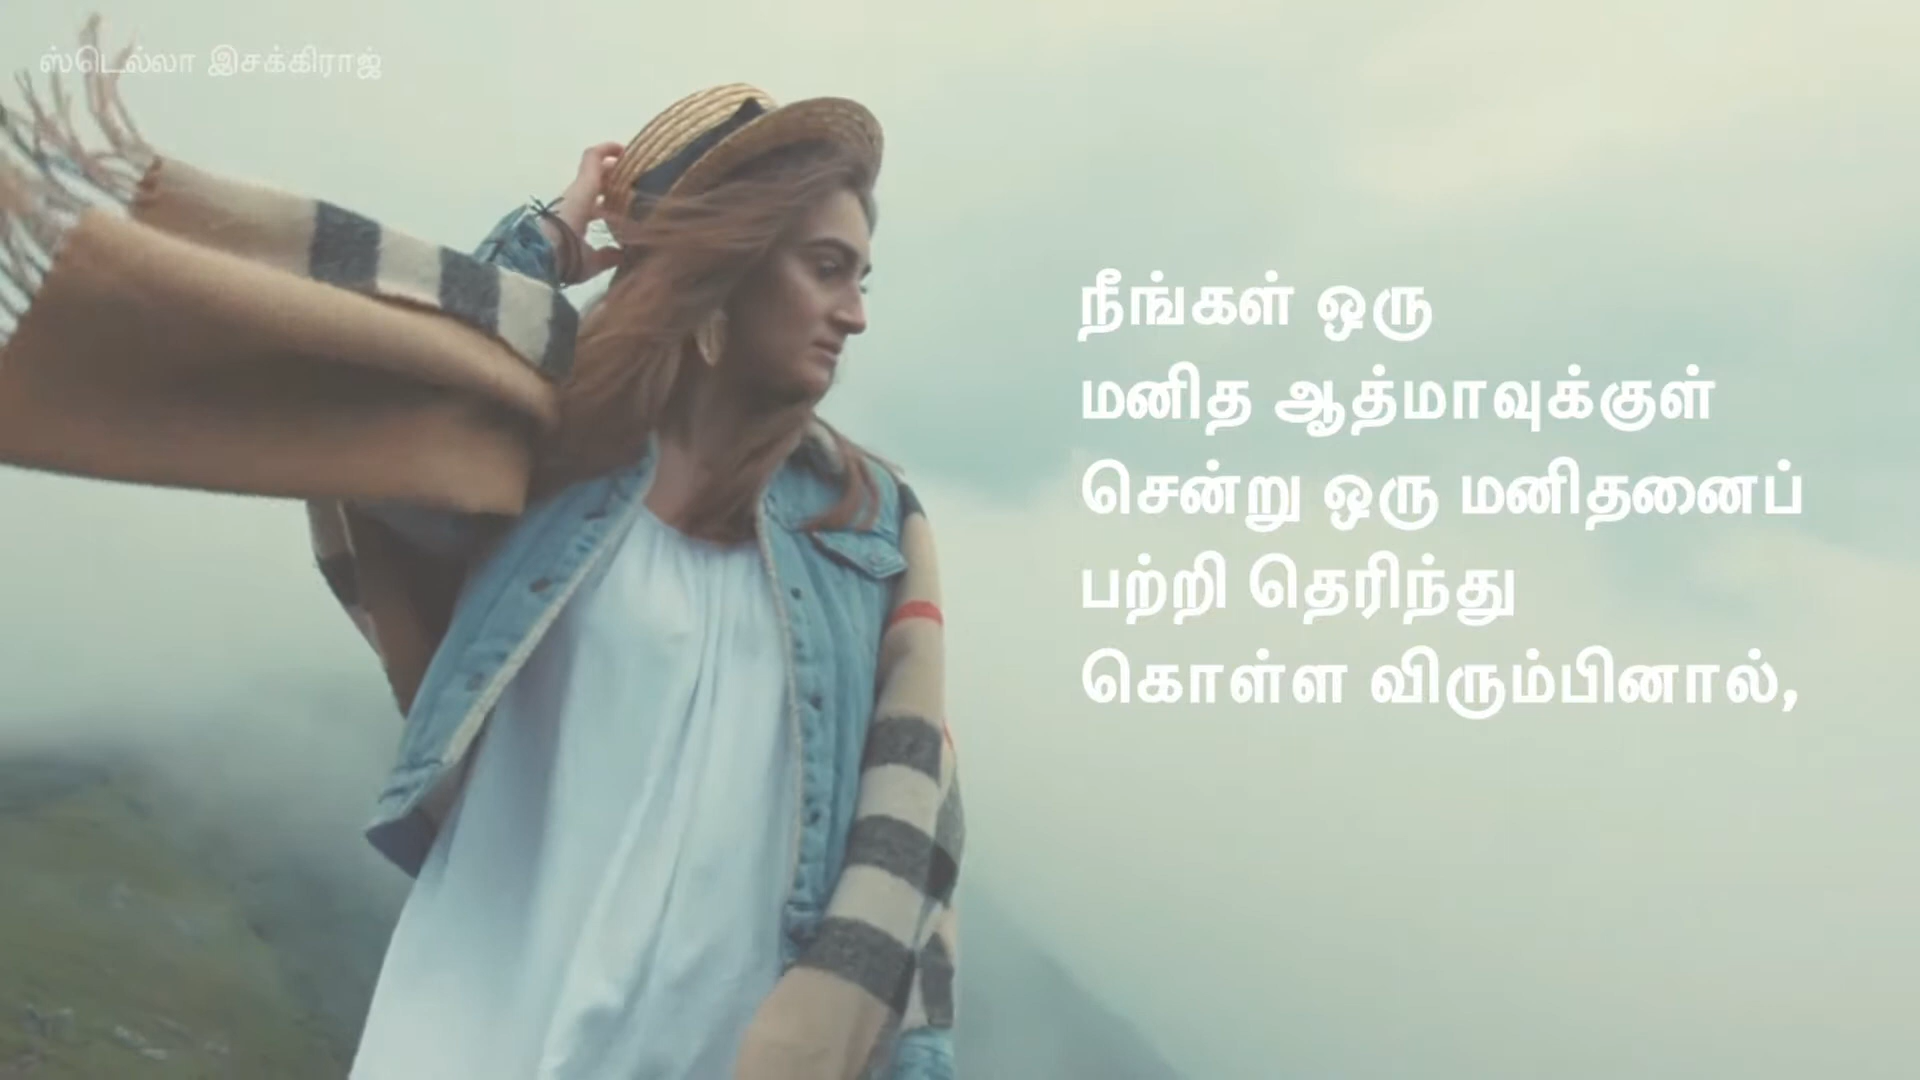 ஸ்டெல்லா இசக்கிராஜ்
நீங்கள் ஒரு
மனித ஆத்மாவுக்குள்
சென்று ஒரு மனிதனைப்
பற்றி தெரிந்து
கொள்ள விரும்பினால்,